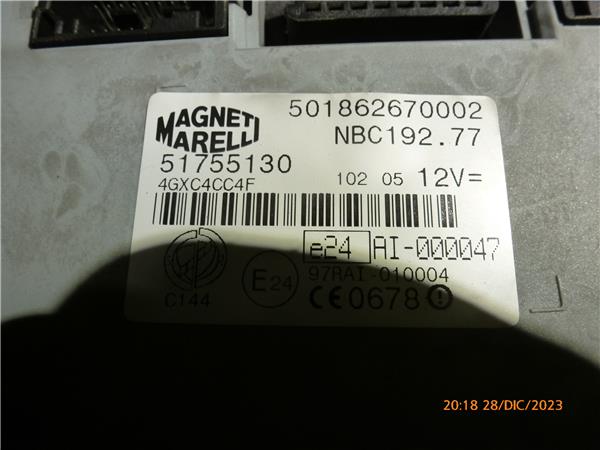 MAGNETI
MARELLI
501862670002
NBC192.77
51755130
4GXC4CC4F
102 05 12V=
e24 AI-000047
97RAI-010004
C144
E24
CE0678
20:18 28/DIC/2023